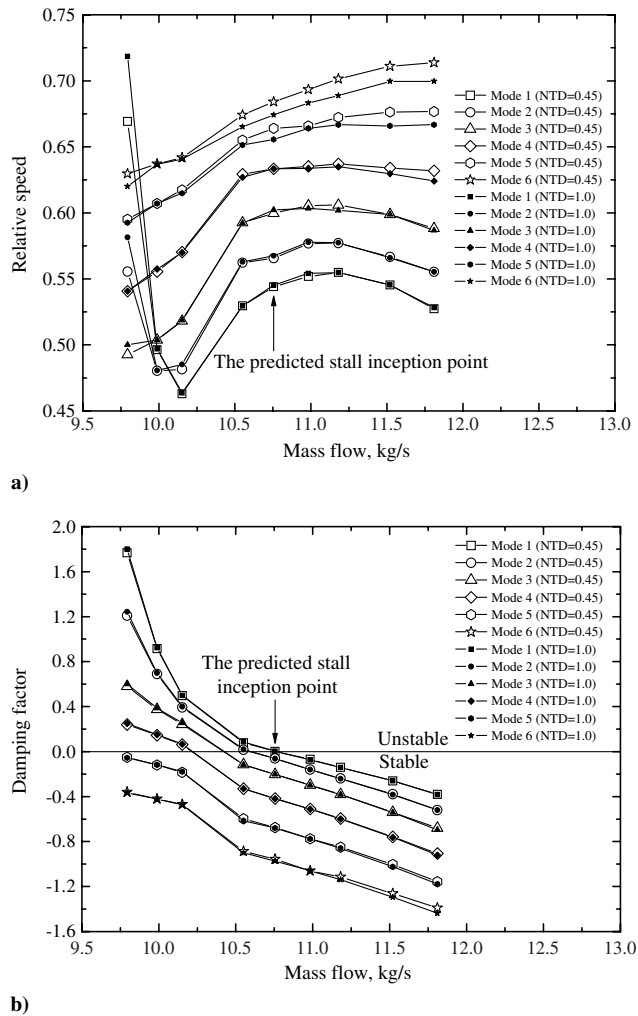 0.75
0.70
0.65
0.60
0.55
0.50
0.45
Relative speed
Mode 1 (NTD=0.45)
Mode 2 (NTD=0.45)
Mode 3 (NTD=0.45)
Mode 4 (NTD=0.45)
Mode 5 (NTD=0.45)
Mode 6 (NTD=0.45)
Mode 1 (NTD=1.0)
Mode 2 (NTD=1.0)
Mode 3 (NTD=1.0)
Mode 4 (NTD=1.0)
Mode 5 (NTD=1.0)
Mode 6 (NTD=1.0)
The predicted stall inception point
9.5 10.0 10.5 11.0 11.5 12.0 12.5 13.0
Mass flow, kg/s
a)
2.0
1.6
1.2
0.8
0.4
0.0
-0.4
-0.8
-1.2
-1.6
Damping factor
Mode 1 (NTD=0.45)
Mode 2 (NTD=0.45)
Mode 3 (NTD=0.45)
Mode 4 (NTD=0.45)
Mode 5 (NTD=0.45)
Mode 6 (NTD=0.45)
Mode 1 (NTD=1.0)
Mode 2 (NTD=1.0)
Mode 3 (NTD=1.0)
Mode 4 (NTD=1.0)
Mode 5 (NTD=1.0)
Mode 6 (NTD=1.0)
The predicted stall
inception point
Unstable
Stable
9.5 10.0 10.5 11.0 11.5 12.0 12.5 13.0
Mass flow, kg/s
b)